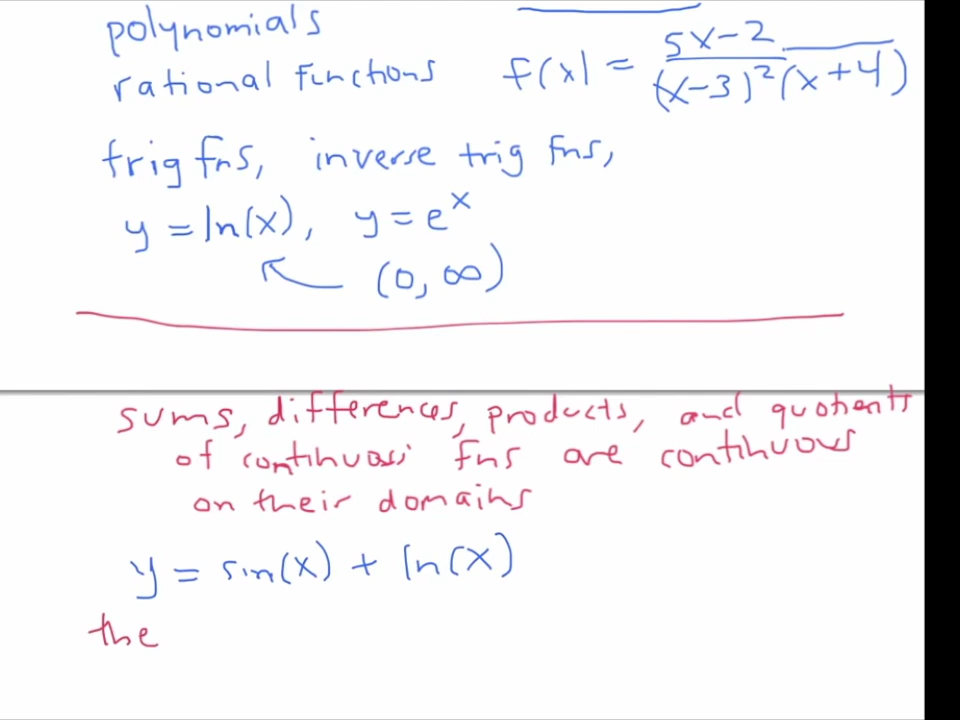 polynomials
rational functions f(x) = 5x-2 / (x-3)²(x+4)
trig fns, inverse trig fns,
y = ln(x), y = eˣ
(0, ∞)
sums, differences, products, and quotients
of continuous fns are continuous
on their domains
y = sin(x) + ln(x)
the